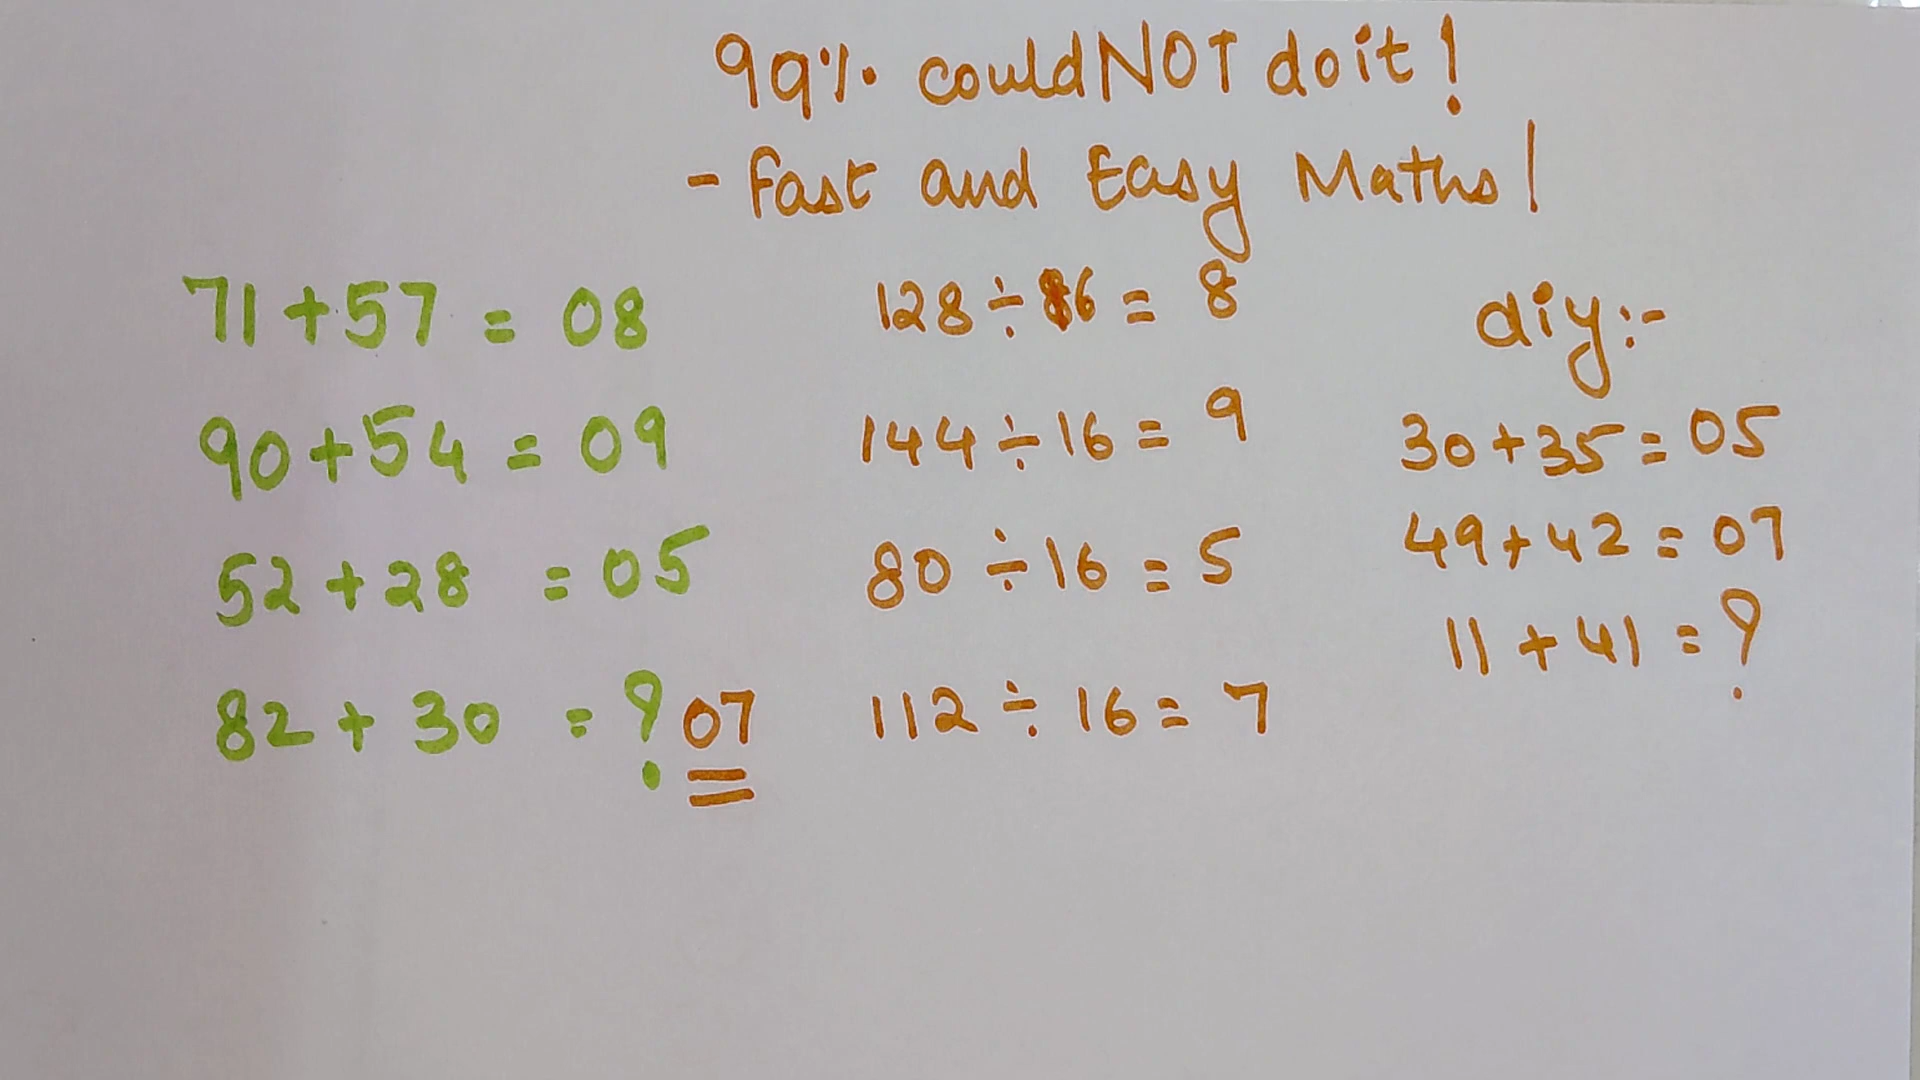 99% could NOT do it!
- Fast and Easy Maths!
71+57 = 08
90+54 = 09
52+28 = 05
82+30 = ? 07
128÷16 = 8
144÷16 = 9
80÷16 = 5
112÷16 = 7
diy:-
30+35 = 05
49+42 = 07
11+41 = ?